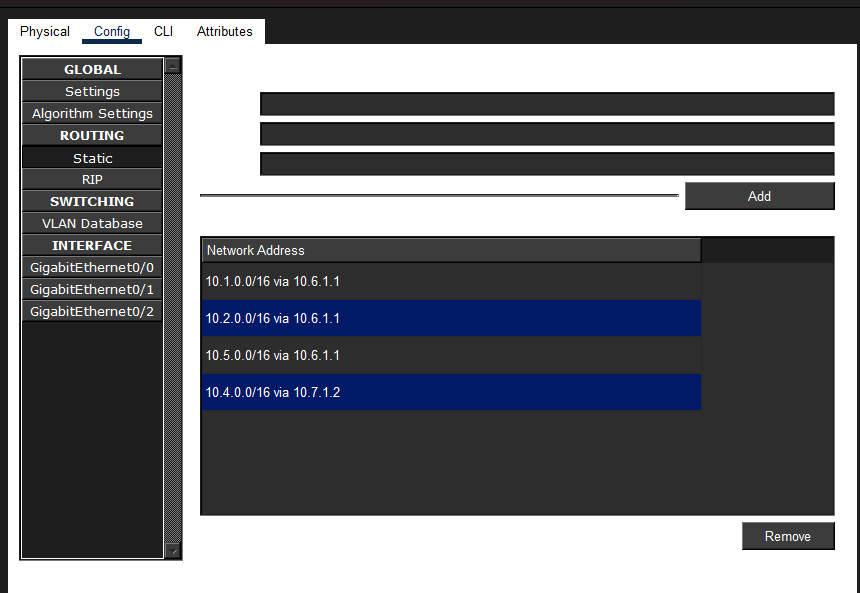 Physical Config CLI Attributes
GLOBAL
Settings
Algorithm Settings
ROUTING
Static
RIP
SWITCHING
VLAN Database
INTERFACE
GigabitEthernet0/0
GigabitEthernet0/1
GigabitEthernet0/2
Add
Network Address
10.1.0.0/16 via 10.6.1.1
10.2.0.0/16 via 10.6.1.1
10.5.0.0/16 via 10.6.1.1
10.4.0.0/16 via 10.7.1.2
Remove